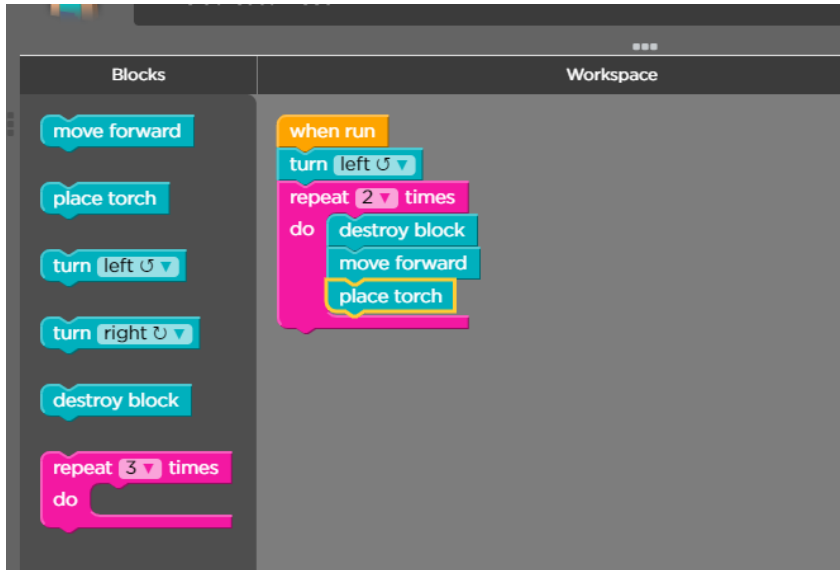 Blocks
Workspace
move forward
place torch
turn left ↺ ▼
turn right ↻ ▼
destroy block
repeat 3 ▼ times
do
when run
turn left ↺ ▼
repeat 2 ▼ times
do destroy block
move forward
place torch